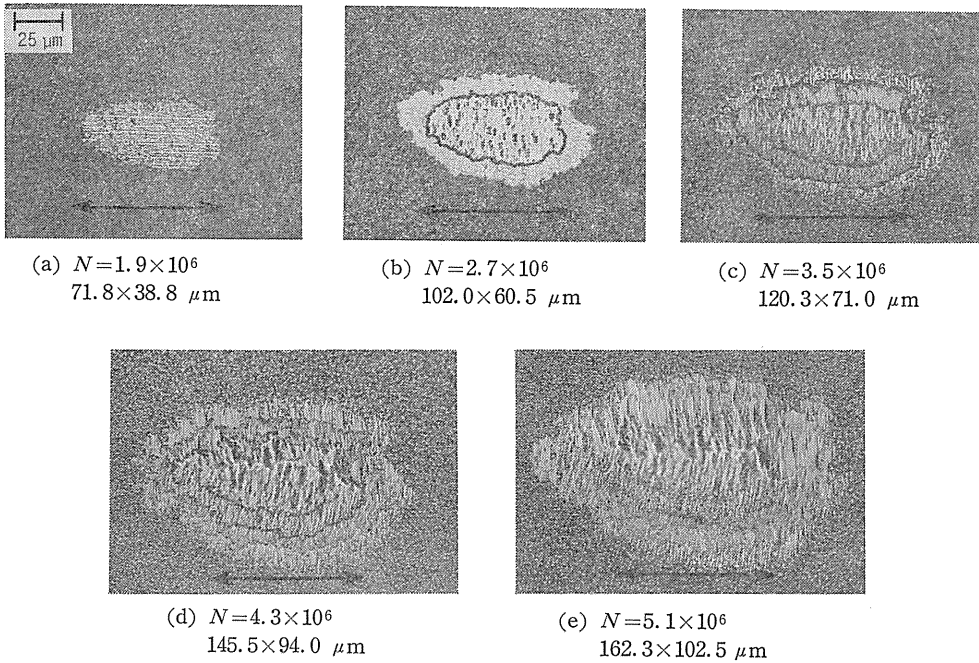 25 μm
(a) N=1.9×10⁶
71.8×38.8 μm
(b) N=2.7×10⁶
102.0×60.5 μm
(c) N=3.5×10⁶
120.3×71.0 μm
(d) N=4.3×10⁶
145.5×94.0 μm
(e) N=5.1×10⁶
162.3×102.5 μm